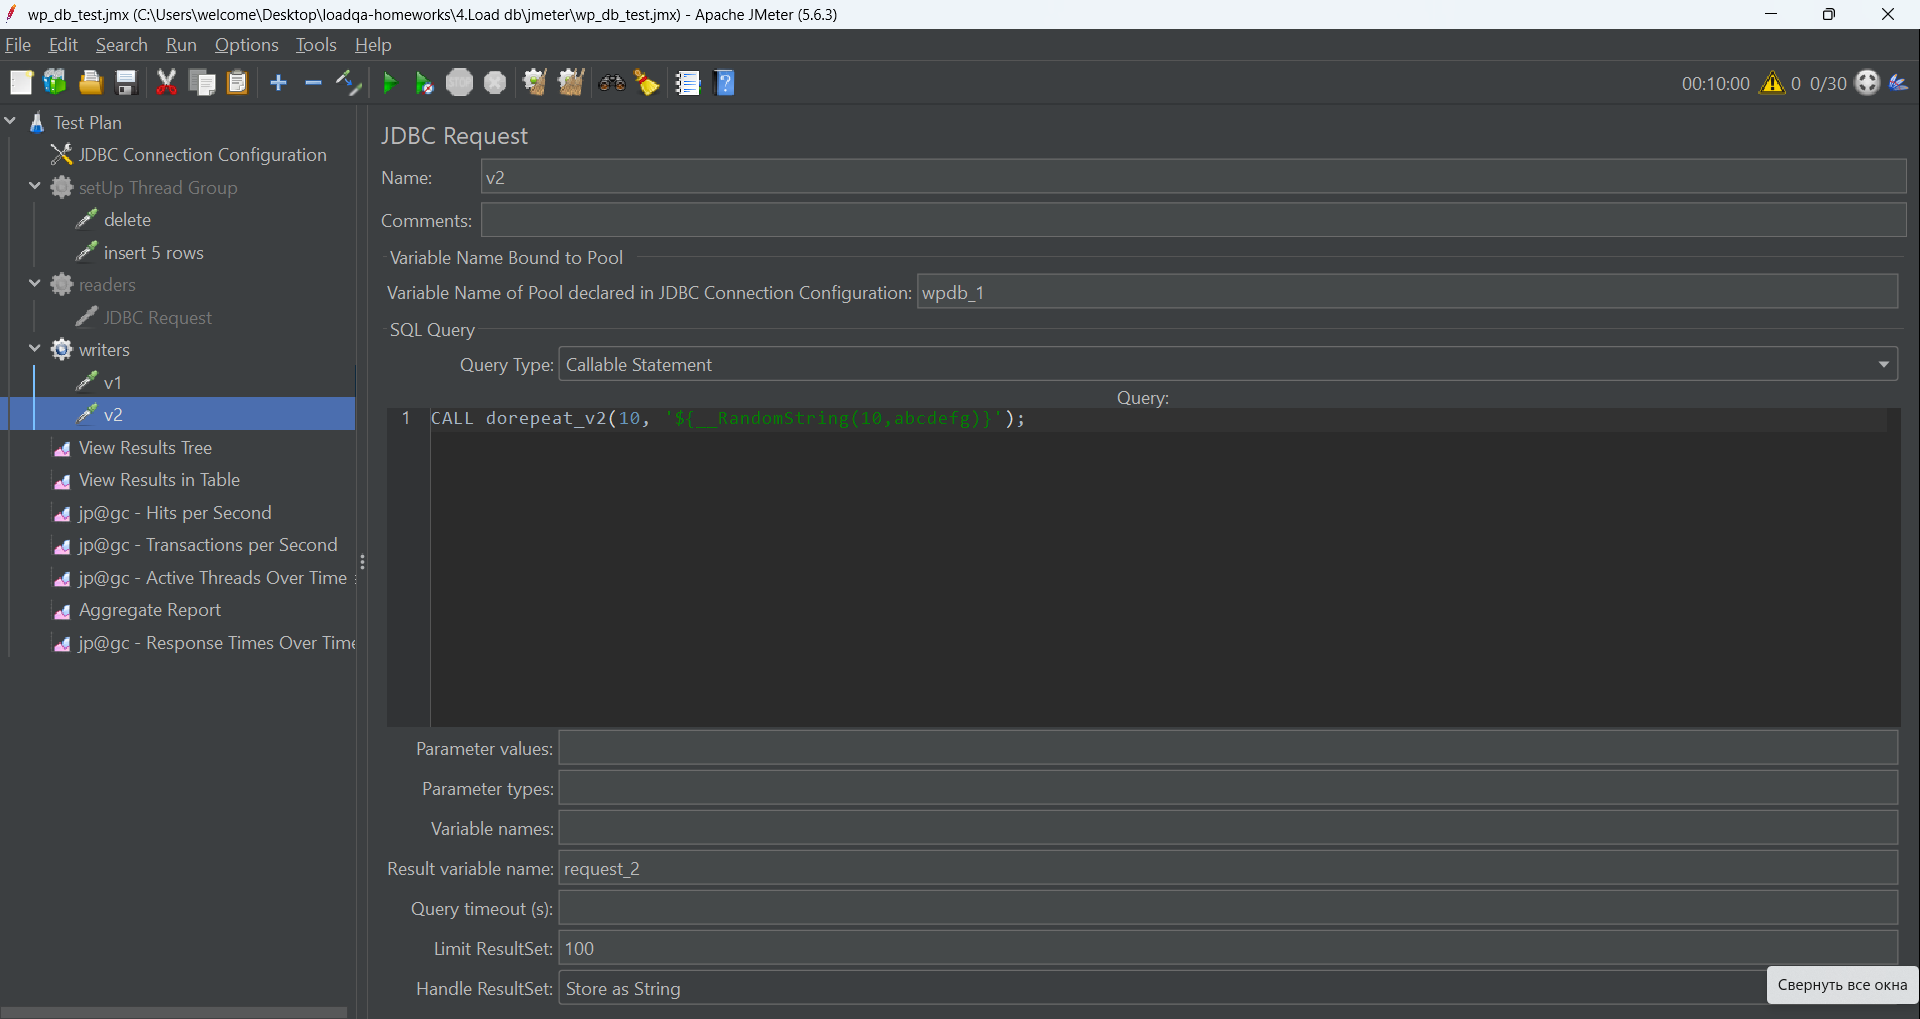 wp_db_test.jmx (C:\Users\welcome\Desktop\loadqa-homeworks\4.Load db\jmeter\wp_db_test.jmx) - Apache JMeter (5.6.3)
File Edit Search Run Options Tools Help
STOP
00:10:00 0 0/30
Test Plan
JDBC Connection Configuration
setUp Thread Group
delete
insert 5 rows
readers
JDBC Request
writers
v1
v2
View Results Tree
View Results in Table
jp@gc - Hits per Second
jp@gc - Transactions per Second
jp@gc - Active Threads Over Time
Aggregate Report
jp@gc - Response Times Over Time
JDBC Request
Name: v2
Comments:
Variable Name Bound to Pool
Variable Name of Pool declared in JDBC Connection Configuration: wpdb_1
SQL Query
Query Type: Callable Statement
Query:
1 CALL dorepeat_v2(10, '${__RandomString(10,abcdefg)}');
Parameter values:
Parameter types:
Variable names:
Result variable name: request_2
Query timeout (s):
Limit ResultSet: 100
Handle ResultSet: Store as String
Свернуть все окна